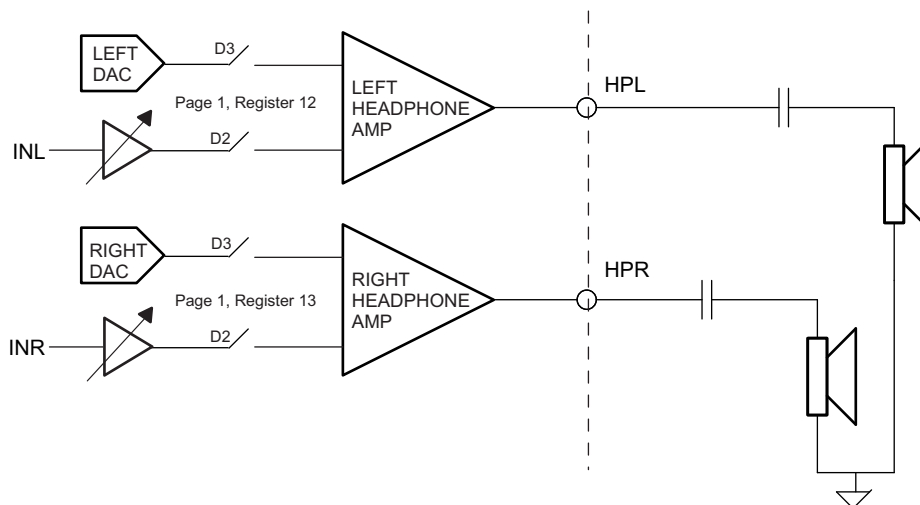 LEFT
DAC
D3
Page 1, Register 12
D2
INL
LEFT
HEADPHONE
AMP
HPL
RIGHT
DAC
D3
Page 1, Register 13
D2
INR
RIGHT
HEADPHONE
AMP
HPR